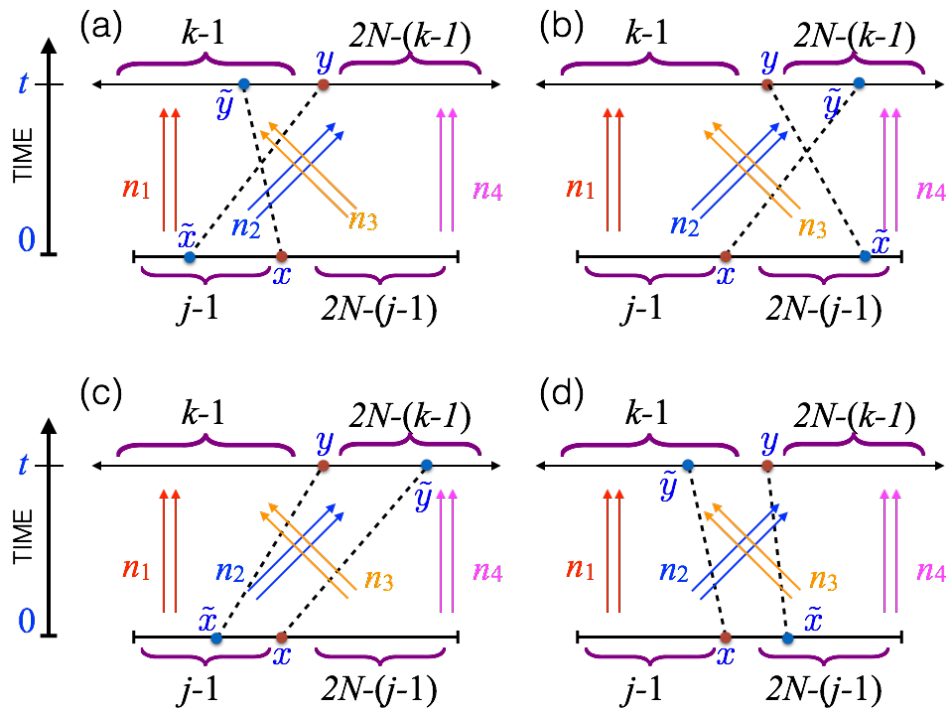 (a)
k-1
2N-(k-1)
y
t
ỹ
TIME
n1
n2
n3
n4
0
x̃
x
j-1
2N-(j-1)
(b)
k-1
2N-(k-1)
y
ỹ
n1
n2
n3
n4
x̃
x
j-1
2N-(j-1)
(c)
k-1
2N-(k-1)
y
t
ỹ
TIME
n1
n2
n3
n4
0
x̃
x
j-1
2N-(j-1)
(d)
k-1
2N-(k-1)
y
ỹ
n1
n2
n3
n4
x̃
x
j-1
2N-(j-1)